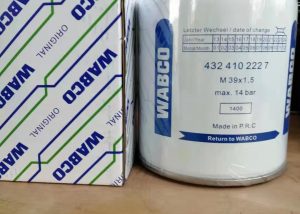 ORIGINAL
WABCO
ORIGINAL
WABCO
ORIGINAL
WABCO
Letzter Wechsel / date of change
432 410 222 7
M 39x1,5
max. 14 bar
1400
Made in P.R.C
Return to WABCO